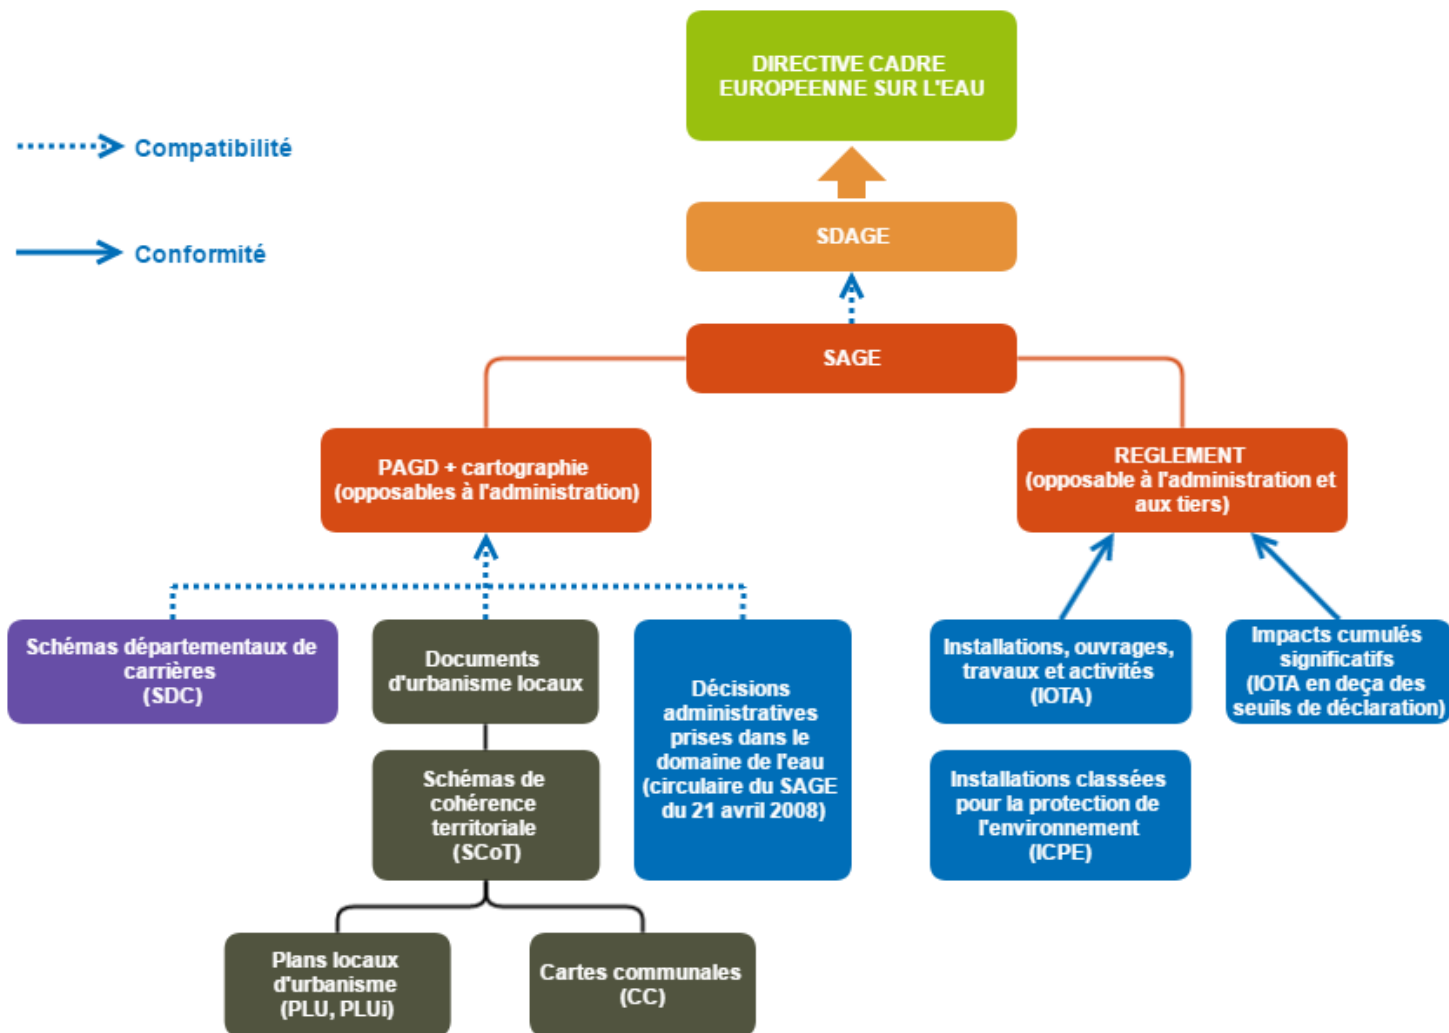 DIRECTIVE CADRE
EUROPEENNE SUR L'EAU
Compatibilité
Conformité
SDAGE
SAGE
PAGD + cartographie
(opposables à l'administration)
REGLEMENT
(opposable à l'administration et
aux tiers)
Schémas départementaux de
carrières
(SDC)
Documents
d'urbanisme locaux
Décisions
administratives
prises dans le
domaine de l'eau
(circulaire du SAGE
du 21 avril 2008)
Installations, ouvrages,
travaux et activités
(IOTA)
Impacts cumulés
significatifs
(IOTA en deça des
seuils de déclaration)
Schémas de
cohérence
territoriale
(SCoT)
Installations classées
pour la protection de
l'environnement
(ICPE)
Plans locaux
d'urbanisme
(PLU, PLUi)
Cartes communales
(CC)